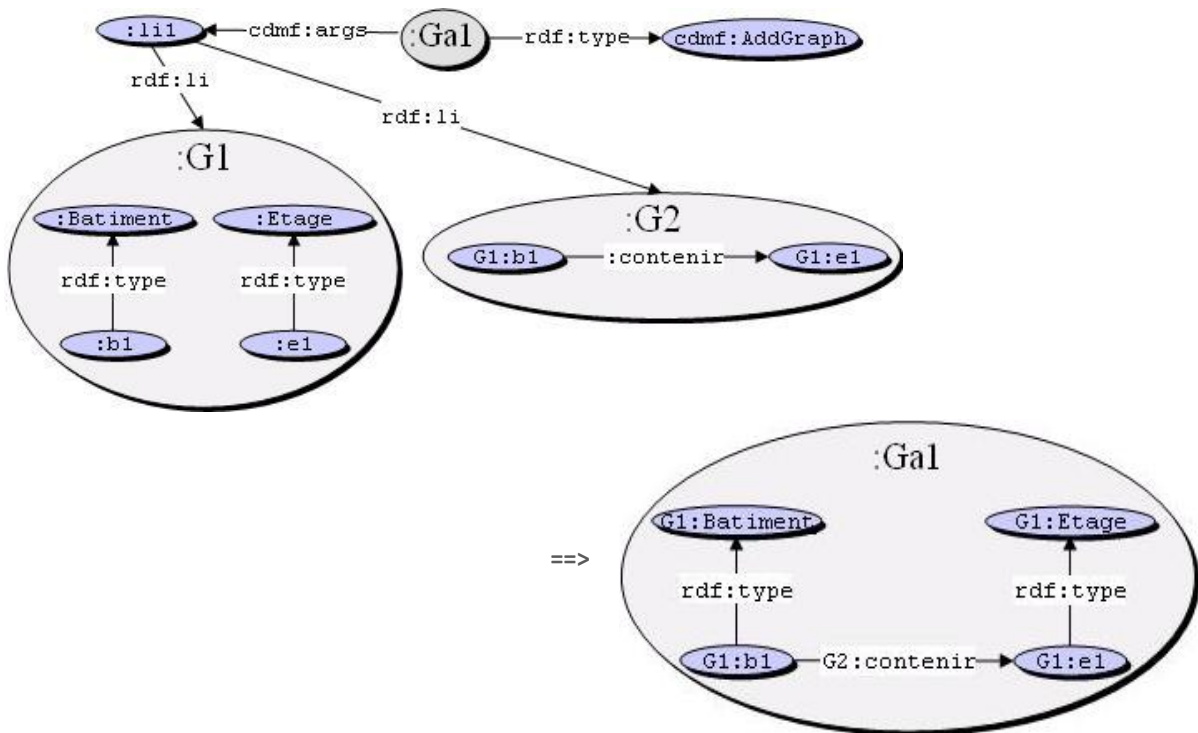 :li1
cdmf:args
:Ga1
rdf:type
cdmf:AddGraph
rdf:li
rdf:li
:G1
:Batiment
:Etage
rdf:type
rdf:type
:b1
:e1
:G2
G1:b1
:contenir
G1:e1
==>
:Ga1
G1:Batiment
G1:Etage
rdf:type
rdf:type
G1:b1
G2:contenir
G1:e1